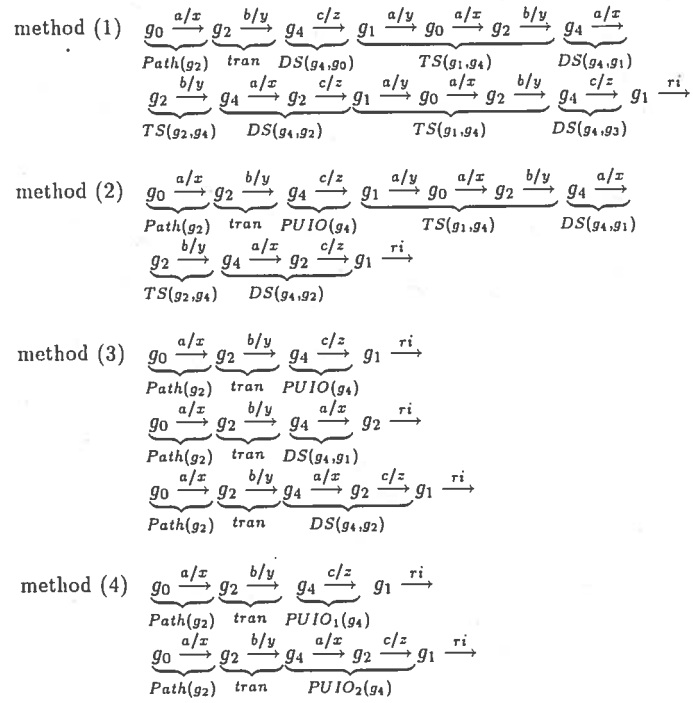 method (1) g₀ —a/x→ g₂ —b/y→ g₄ —c/z→ g₁ —a/y→ g₀ —a/x→ g₂ —b/y→ g₄ —a/x→
Path(g₂) tran DS(g₄,g₀) TS(g₁,g₄) DS(g₄,g₁)
g₂ —b/y→ g₄ —a/x→ g₂ —c/z→ g₁ —a/y→ g₀ —a/x→ g₂ —b/y→ g₄ —c/z→ g₁ —ri→
TS(g₂,g₄) DS(g₄,g₂) TS(g₁,g₄) DS(g₄,g₃)
method (2) g₀ —a/x→ g₂ —b/y→ g₄ —c/z→ g₁ —a/y→ g₀ —a/x→ g₂ —b/y→ g₄ —a/x→
Path(g₂) tran PUIO(g₄) TS(g₁,g₄) DS(g₄,g₁)
g₂ —b/y→ g₄ —a/x→ g₂ —c/z→ g₁ —ri→
TS(g₂,g₄) DS(g₄,g₂)
method (3) g₀ —a/x→ g₂ —b/y→ g₄ —c/z→ g₁ —ri→
Path(g₂) tran PUIO(g₄)
g₀ —a/x→ g₂ —b/y→ g₄ —a/x→ g₂ —ri→
Path(g₂) tran DS(g₄,g₁)
g₀ —a/x→ g₂ —b/y→ g₄ —a/x→ g₂ —c/z→ g₁ —ri→
Path(g₂) tran DS(g₄,g₂)
method (4) g₀ —a/x→ g₂ —b/y→ g₄ —c/z→ g₁ —ri→
Path(g₂) tran PUIO₁(g₄)
g₀ —a/x→ g₂ —b/y→ g₄ —a/x→ g₂ —c/z→ g₁ —ri→
Path(g₂) tran PUIO₂(g₄)